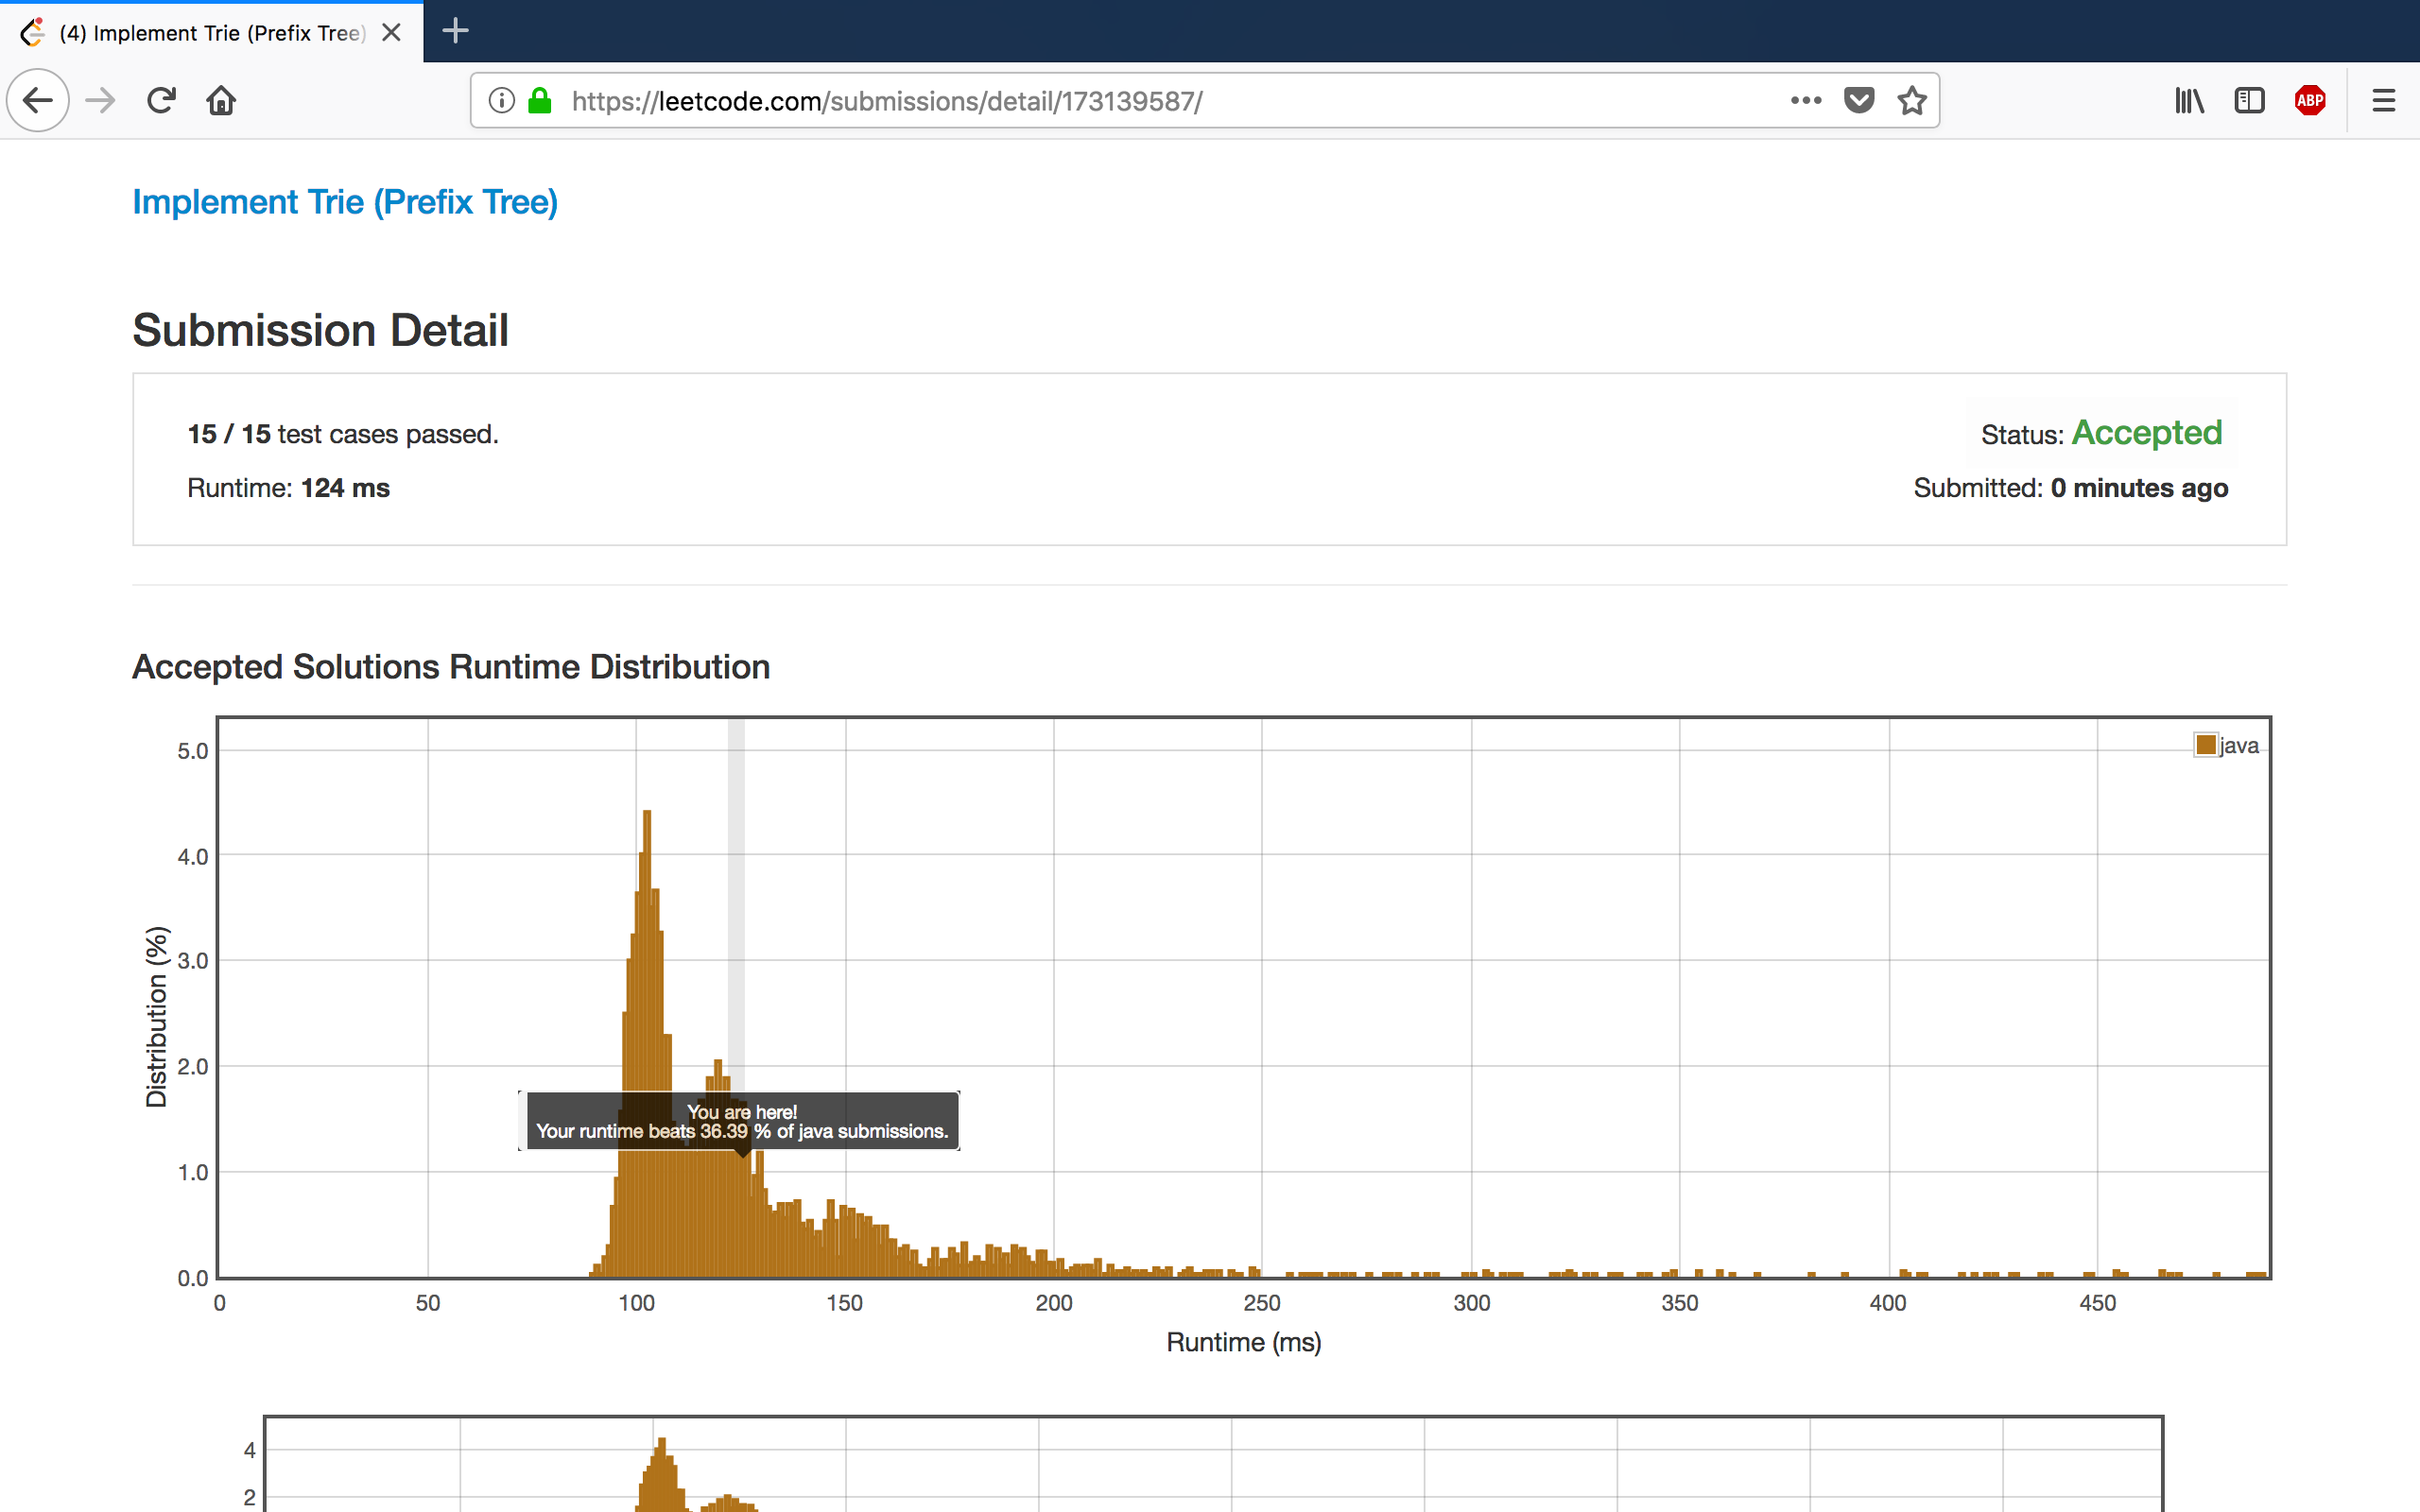 (4) Implement Trie (Prefix Tree)
https://leetcode.com/submissions/detail/173139587/
ABP
Implement Trie (Prefix Tree)
Submission Detail
15 / 15 test cases passed.
Status: Accepted
Runtime: 124 ms
Submitted: 0 minutes ago
Accepted Solutions Runtime Distribution
java
5.0
4.0
3.0
2.0
1.0
0.0
Distribution (%)
You are here!
Your runtime beats 36.39 % of java submissions.
0 50 100 150 200 250 300 350 400 450
Runtime (ms)
4
2